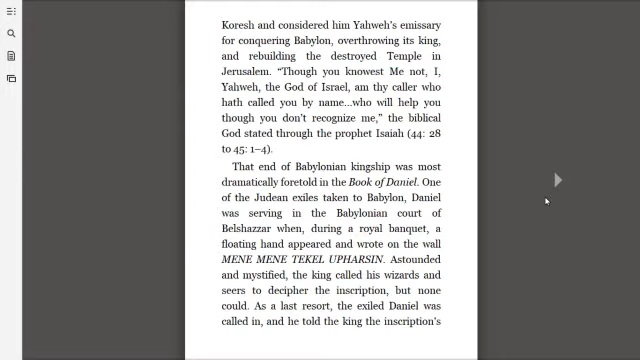 Koresh and considered him Yahweh's emissary
for conquering Babylon, overthrowing its king,
and rebuilding the destroyed Temple in
Jerusalem. “Though you knowest Me not, I,
Yahweh, the God of Israel, am thy caller who
hath called you by name…who will help you
though you don’t recognize me,” the biblical
God stated through the prophet Isaiah (44: 28
to 45: 1–4).
That end of Babylonian kingship was most
dramatically foretold in the Book of Daniel. One
of the Judean exiles taken to Babylon, Daniel
was serving in the Babylonian court of
Belshazzar when, during a royal banquet, a
floating hand appeared and wrote on the wall
MENE MENE TEKEL UPHARSIN. Astounded
and mystified, the king called his wizards and
seers to decipher the inscription, but none
could. As a last resort, the exiled Daniel was
called in, and he told the king the inscription’s